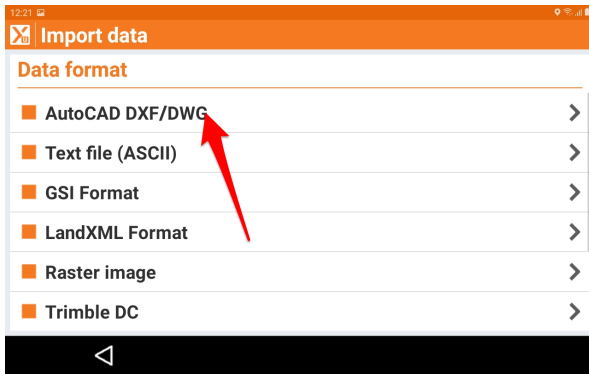 12:21
Import data
Data format
AutoCAD DXF/DWG
Text file (ASCII)
GSI Format
LandXML Format
Raster image
Trimble DC